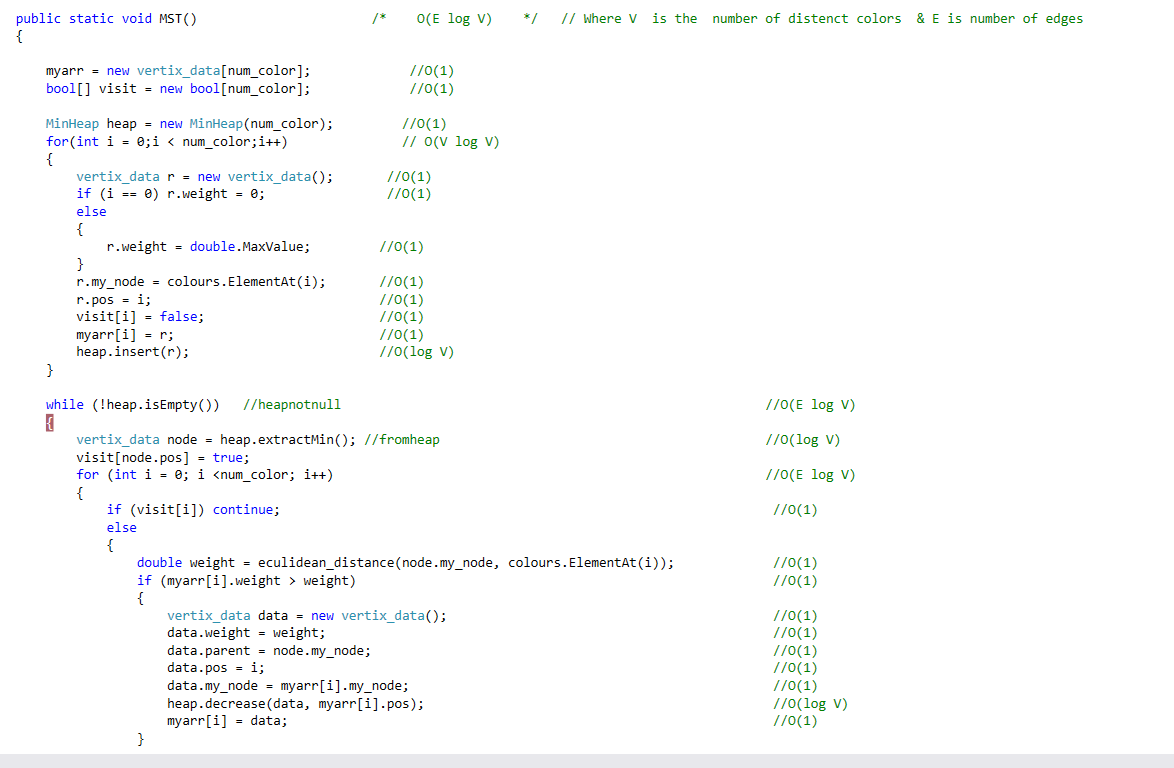 public static void MST() /* O(E log V) */ // Where V is the number of distenct colors & E is number of edges
{
myarr = new vertix_data[num_color]; //O(1)
bool[] visit = new bool[num_color]; //O(1)
MinHeap heap = new MinHeap(num_color); //O(1)
for(int i = 0;i < num_color;i++) // O(V log V)
{
vertix_data r = new vertix_data(); //O(1)
if (i == 0) r.weight = 0; //O(1)
else
{
r.weight = double.MaxValue; //O(1)
}
r.my_node = colours.ElementAt(i); //O(1)
r.pos = i; //O(1)
visit[i] = false; //O(1)
myarr[i] = r; //O(1)
heap.insert(r); //O(log V)
}
while (!heap.isEmpty()) //heapnotnull //O(E log V)
{
vertix_data node = heap.extractMin(); //fromheap //O(log V)
visit[node.pos] = true;
for (int i = 0; i <num_color; i++) //O(E log V)
{
if (visit[i]) continue; //O(1)
else
{
double weight = eculidean_distance(node.my_node, colours.ElementAt(i)); //O(1)
if (myarr[i].weight > weight) //O(1)
{
vertix_data data = new vertix_data(); //O(1)
data.weight = weight; //O(1)
data.parent = node.my_node; //O(1)
data.pos = i; //O(1)
data.my_node = myarr[i].my_node; //O(1)
heap.decrease(data, myarr[i].pos); //O(log V)
myarr[i] = data; //O(1)
}